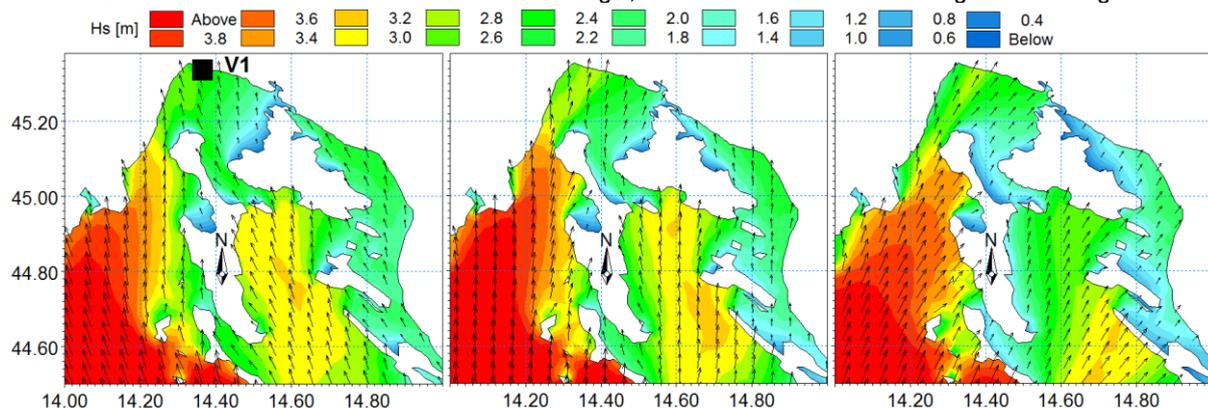 Hs [m] Above 3.6 3.2 2.8 2.4 2.0 1.6 1.2 0.8 0.4
3.8 3.4 3.0 2.6 2.2 1.8 1.4 1.0 0.6 Below
V1
45.20
45.00
N N N
44.80
44.60
14.00 14.20 14.40 14.60 14.80 14.20 14.40 14.60 14.80 14.20 14.40 14.60 14.80